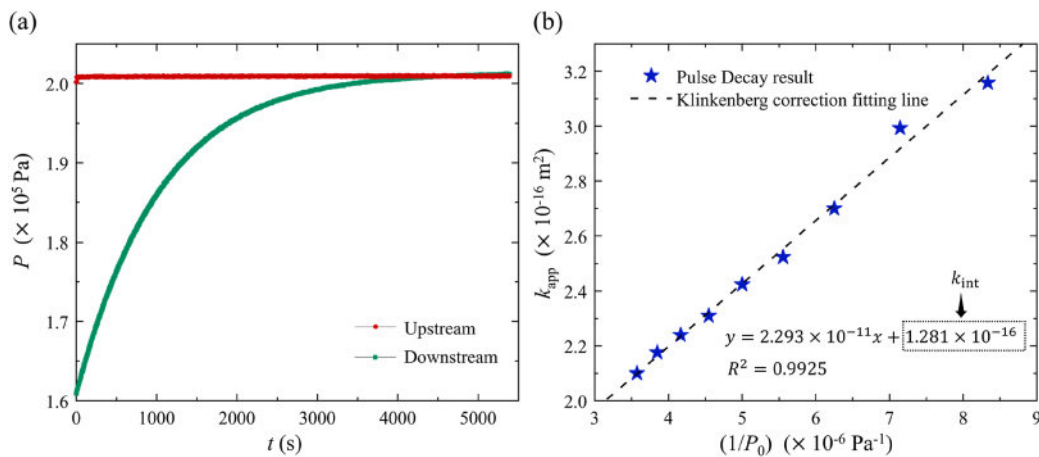 (a)
2.0
1.9
1.8
1.7
1.6
P (× 10⁵ Pa)
Upstream
Downstream
0 1000 2000 3000 4000 5000
t (s)
(b)
3.2
3.0
2.8
2.6
2.4
2.2
2.0
k_app (× 10⁻¹⁶ m²)
Pulse Decay result
Klinkenberg correction fitting line
k_int
y = 2.293 × 10⁻¹¹x + 1.281 × 10⁻¹⁶
R² = 0.9925
3 4 5 6 7 8 9
(1/P₀) (× 10⁻⁶ Pa⁻¹)